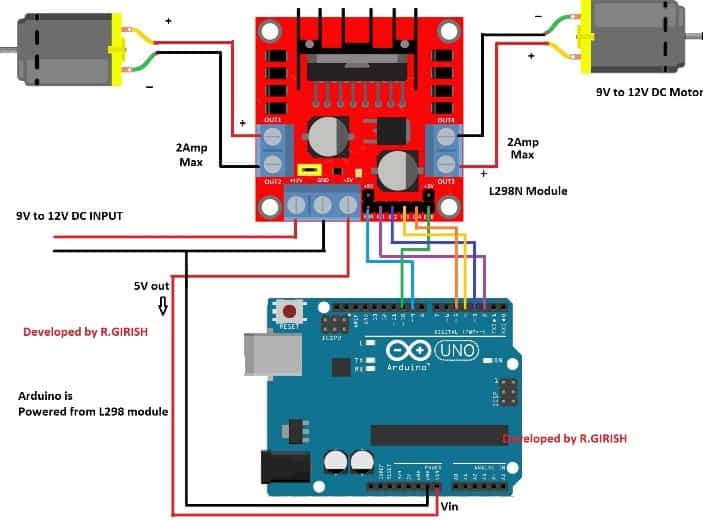 +
−
−
+
9V to 12V DC Motor
OUT1
OUT4
+
2Amp
Max
2Amp
Max
OUT2
OUT3
+
+12V
GND
+5V
+5V
+5V
L298N Module
9V to 12V DC INPUT
5V out
Developed by R.GIRISH
RESET
ICSP2
DIGITAL (PWM~)
L
TX
RX
Arduino
UNO
ON
ICSP
Arduino is
Powered from L298 module
Developed by R.GIRISH
POWER
ANALOG IN
Vin